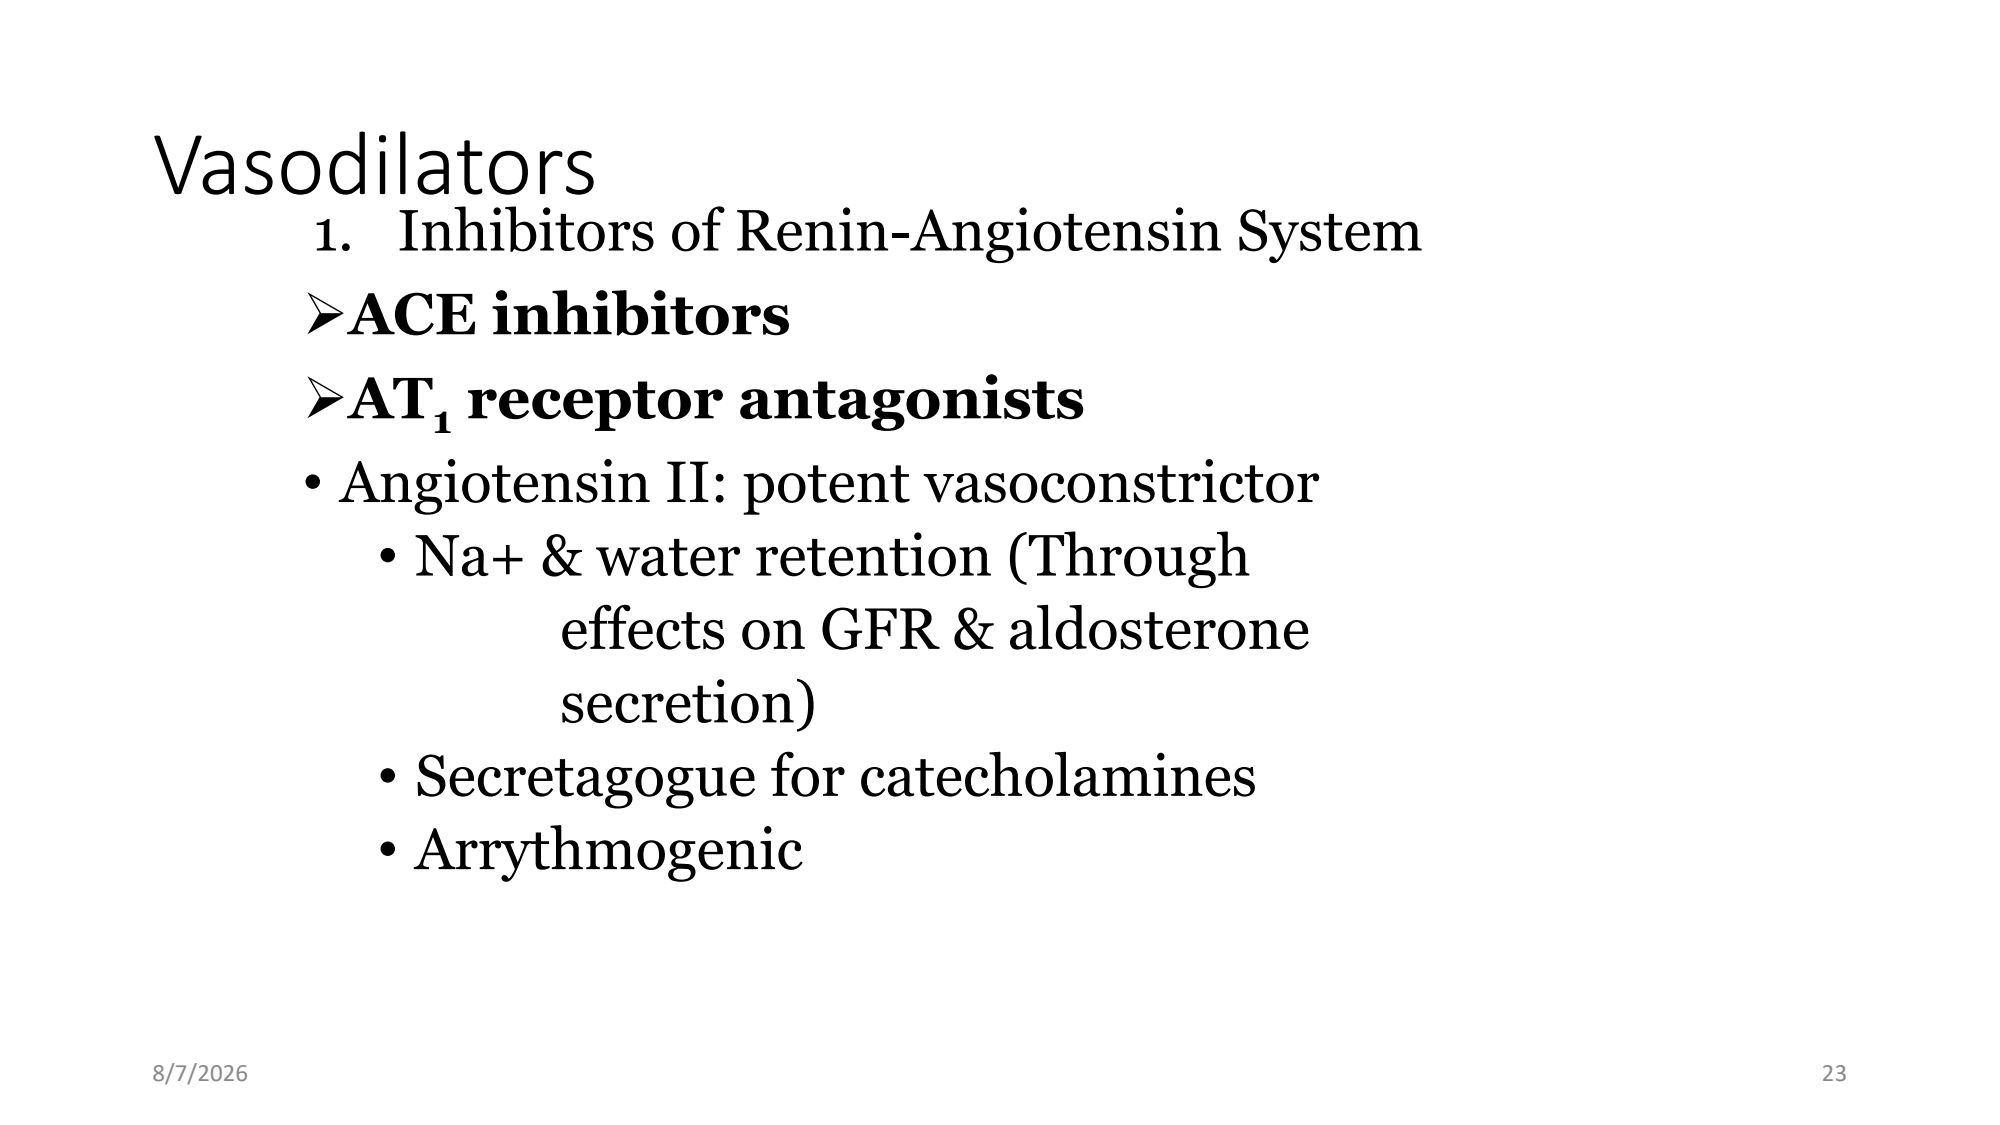 Vasodilators
1. Inhibitors of Renin-Angiotensin System
➢ACE inhibitors
➢AT₁ receptor antagonists
• Angiotensin II: potent vasoconstrictor
• Na+ & water retention (Through
effects on GFR & aldosterone
secretion)
• Secretagogue for catecholamines
• Arrythmogenic
8/7/2026
23